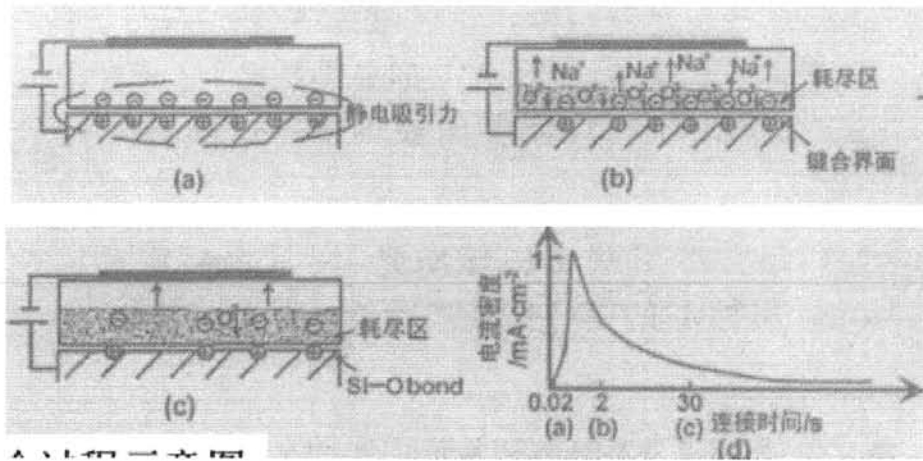 静电吸引力
(a)
Na⁺ Na⁺ Na⁺ Na⁺
耗尽区
键合界面
(b)
耗尽区
Si—O bond
(c)
电流密度
/mA·cm⁻²
1
0.02 2 30 连接时间/s
(a) (b) (c)
(d)